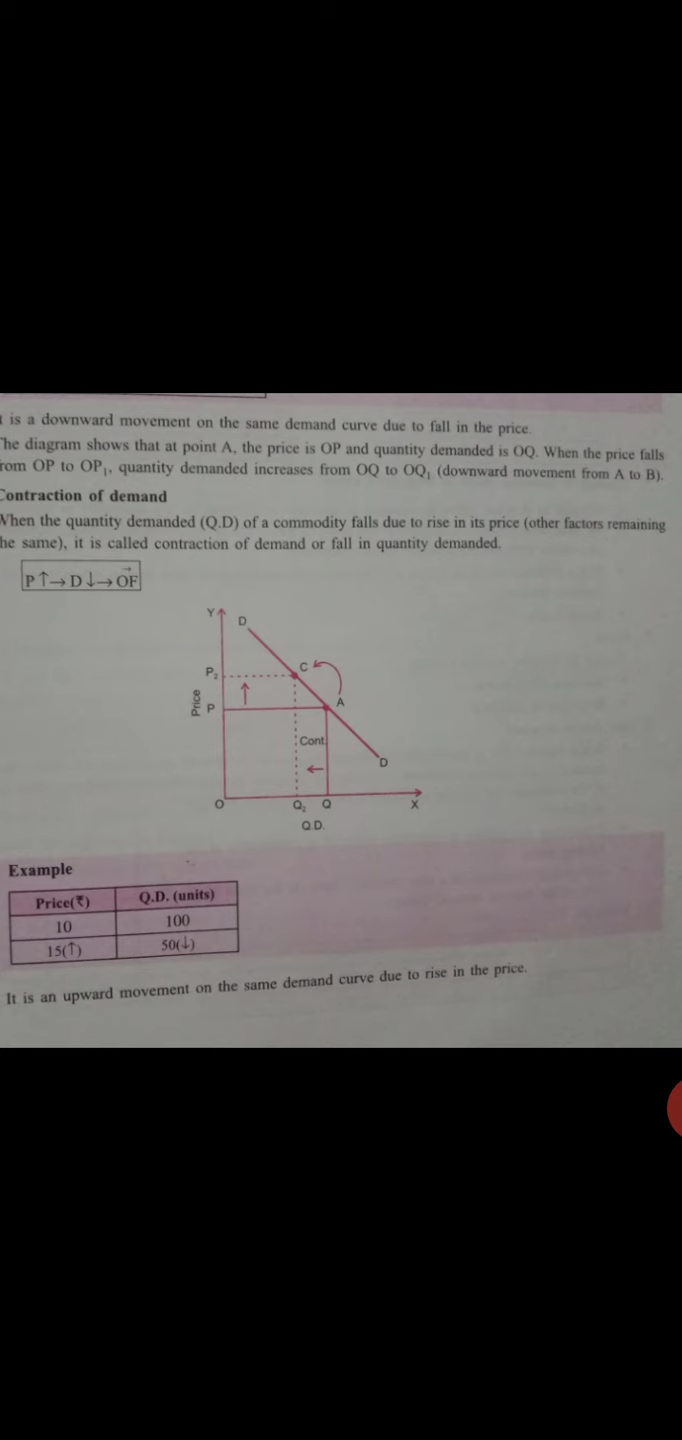 is a downward movement on the same demand curve due to fall in the price.
The diagram shows that at point A, the price is OP and quantity demanded is OQ. When the price falls
from OP to OP₁, quantity demanded increases from OQ to OQ₁ (downward movement from A to B).
Contraction of demand
When the quantity demanded (Q.D) of a commodity falls due to rise in its price (other factors remaining
the same), it is called contraction of demand or fall in quantity demanded.
P↑→D↓→O⃗F
Y
D
P₂
C
Price
P
A
Cont.
D
O
Q₂
Q
X
Q.D.
Example
Price(₹) Q.D. (units)
10 100
15(↑) 50(↓)
It is an upward movement on the same demand curve due to rise in the price.